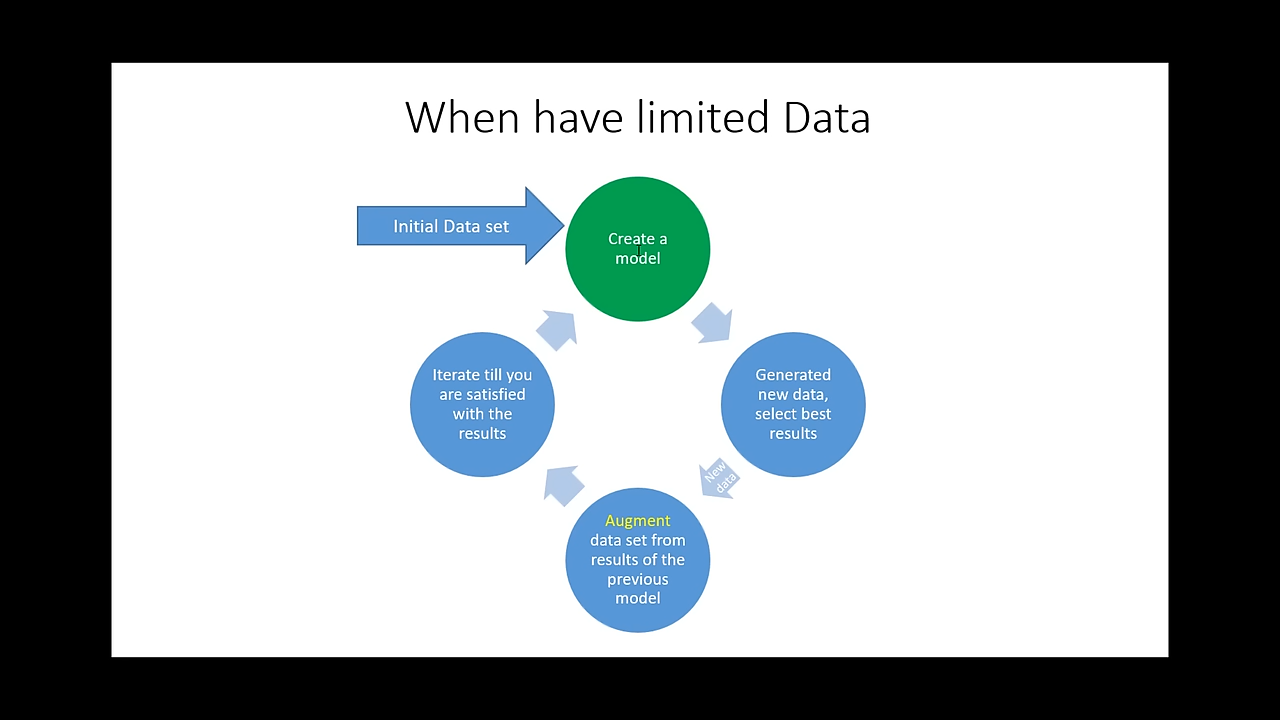 When have limited Data
Initial Data set
Create a
model
Generated
new data,
select best
results
New
data
Augment
data set from
results of the
previous
model
Iterate till you
are satisfied
with the
results